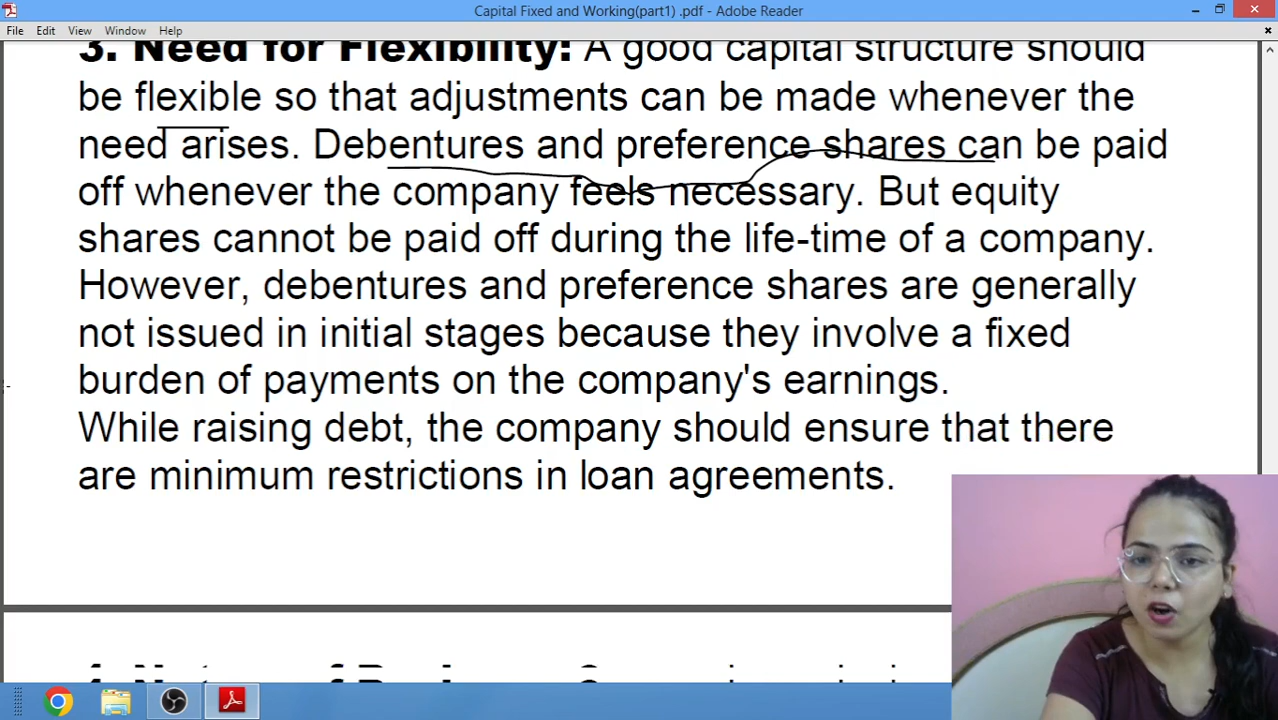 Capital Fixed and Working(part1) .pdf - Adobe Reader
File Edit View Window Help
3. Need for Flexibility: A good capital structure should
be flexible so that adjustments can be made whenever the
need arises. Debentures and preference shares can be paid
off whenever the company feels necessary. But equity
shares cannot be paid off during the life-time of a company.
However, debentures and preference shares are generally
not issued in initial stages because they involve a fixed
burden of payments on the company's earnings.
While raising debt, the company should ensure that there
are minimum restrictions in loan agreements.